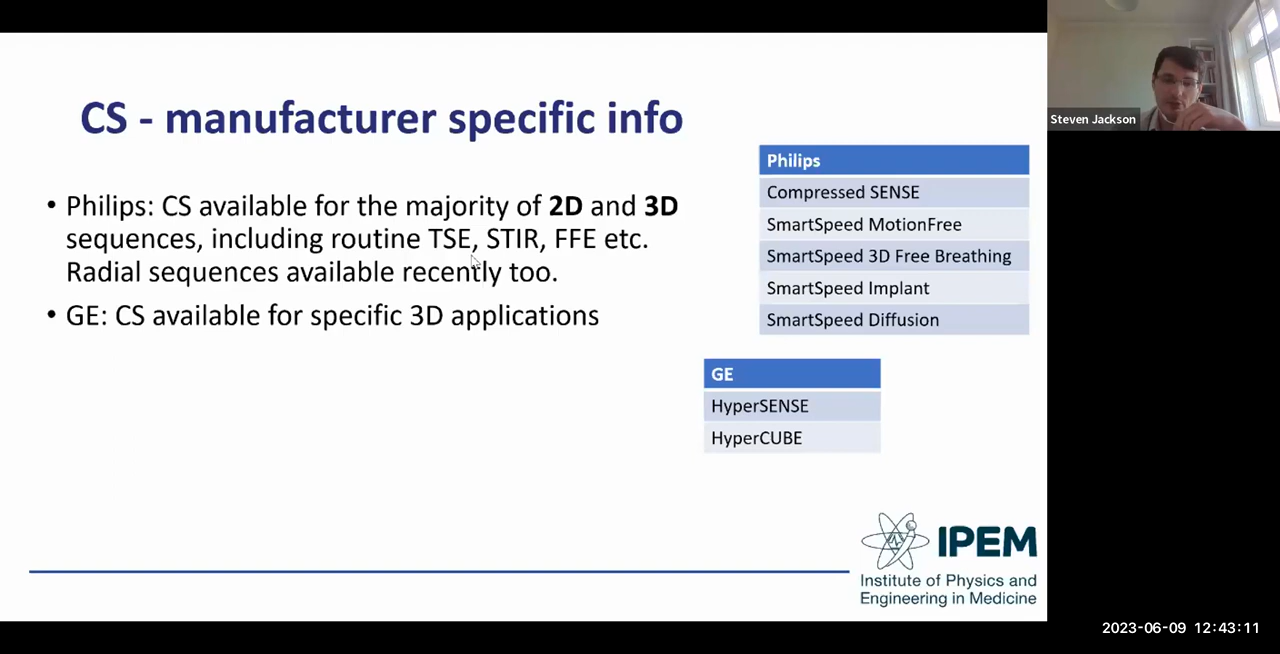 CS - manufacturer specific info
• Philips: CS available for the majority of 2D and 3D
sequences, including routine TSE, STIR, FFE etc.
Radial sequences available recently too.
• GE: CS available for specific 3D applications
Philips
Compressed SENSE
SmartSpeed MotionFree
SmartSpeed 3D Free Breathing
SmartSpeed Implant
SmartSpeed Diffusion
GE
HyperSENSE
HyperCUBE
IPEM
Institute of Physics and
Engineering in Medicine
Steven Jackson
2023-06-09 12:43:11